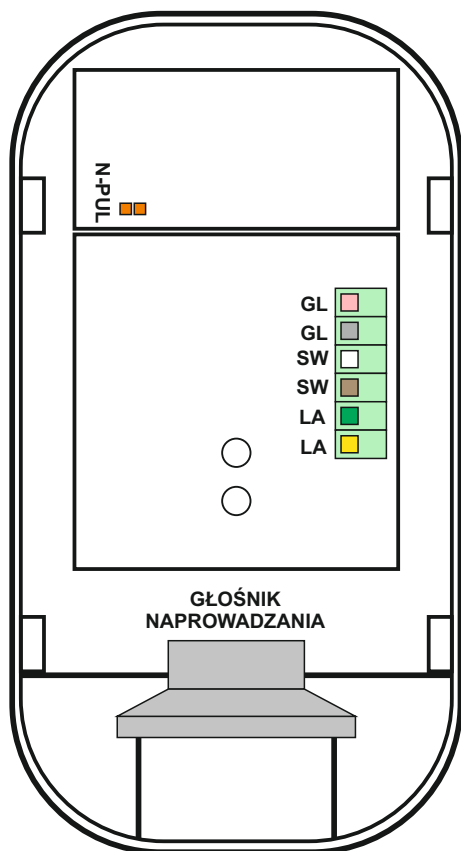 N-PUL
GL
GL
SW
SW
LA
LA
GŁOŚNIK
NAPROWADZANIA